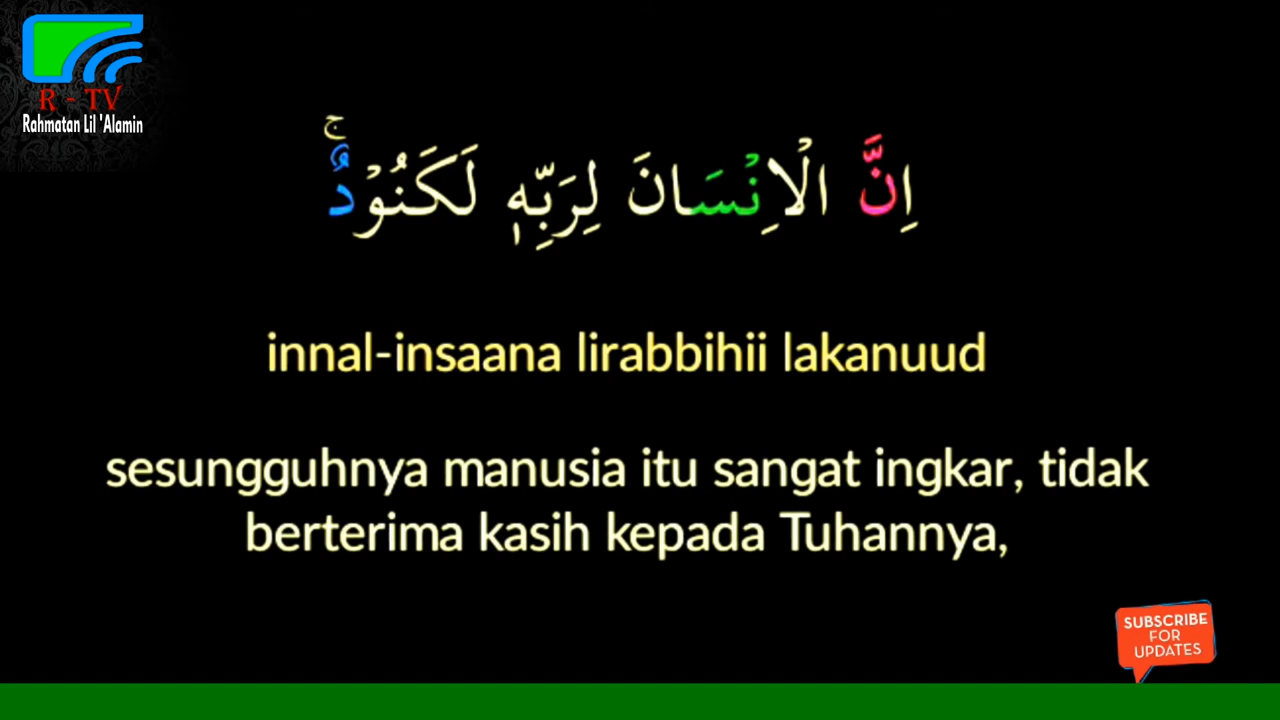 R - TV
Rahmatan Lil 'Alamin
اِنَّ الْاِنْسَانَ لِرَبِّهٖ لَكَنُوْدٌ ۚ
innal-insaana lirabbihii lakanuud
sesungguhnya manusia itu sangat ingkar, tidak
berterima kasih kepada Tuhannya,
SUBSCRIBE
FOR
UPDATES